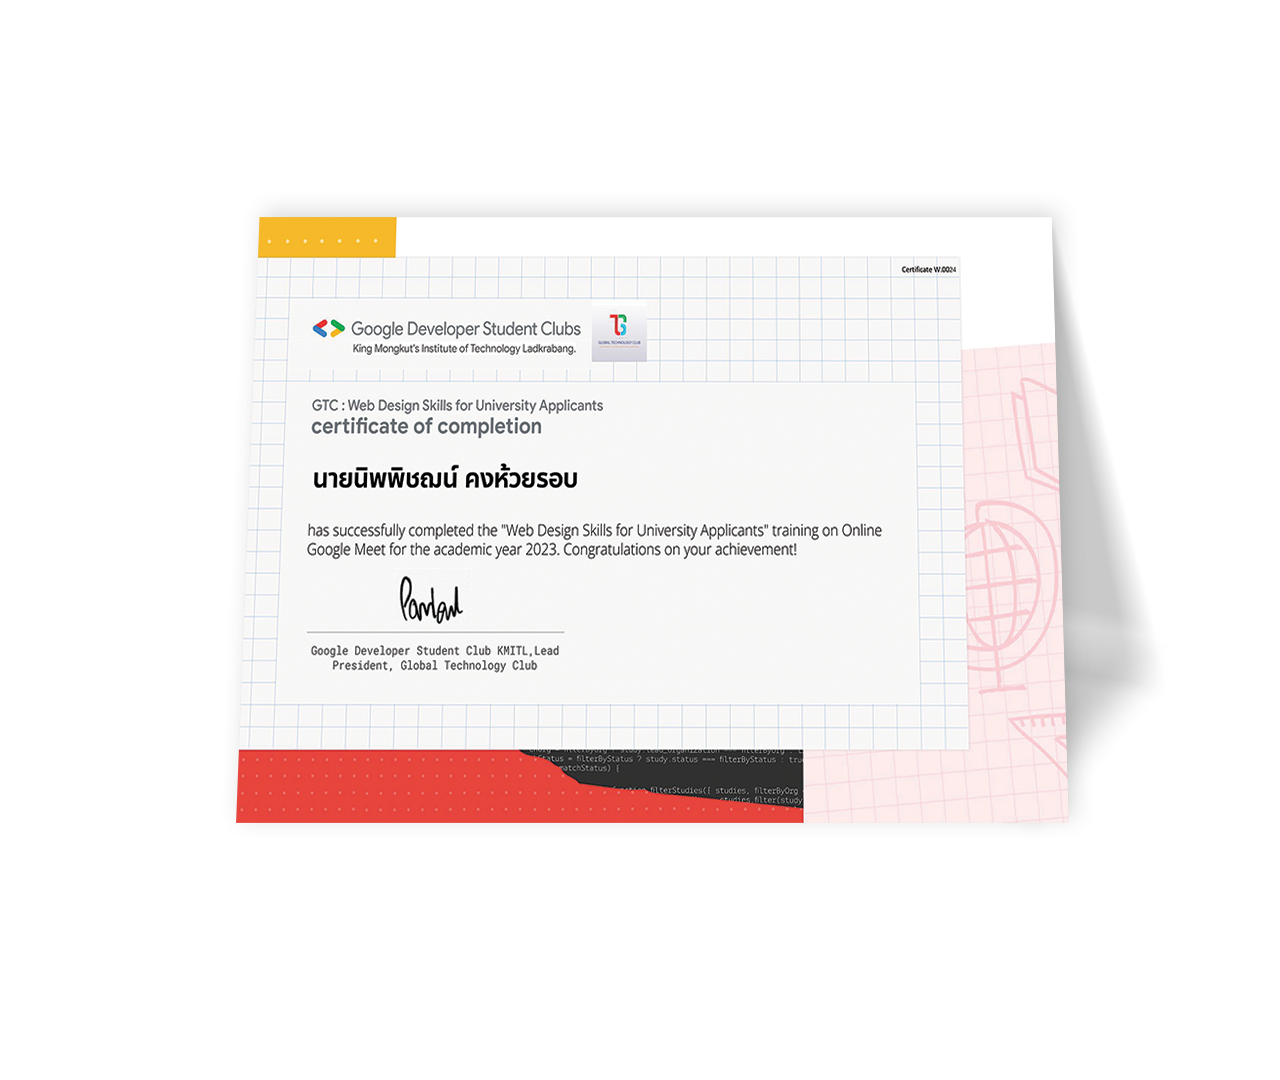 Certificate W.0024
Google Developer Student Clubs
King Mongkut's Institute of Technology Ladkrabang.
TG
GLOBAL TECHNOLOGY CLUB
GTC : Web Design Skills for University Applicants
certificate of completion
นายนิพพิชฌน์ คงห้วยรอบ
has successfully completed the "Web Design Skills for University Applicants" training on Online
Google Meet for the academic year 2023. Congratulations on your achievement!
Google Developer Student Club KMITL,Lead
President, Global Technology Club
= filterByStatus ? study.status === filterByStatus : tru
matchStatus) {
filterStudies({ studies, filterByOrg
studies.filter(study